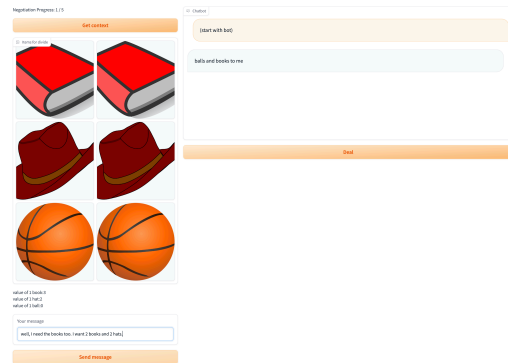 Negotiation Progress: 1 / 5
Get context
Items for divide
value of 1 book:3
value of 1 hat:2
value of 1 ball:0
Your message
well, I need the books too. I want 2 books and 2 hats.
Send message
Chatbot
(start with bot)
balls and books to me
Deal